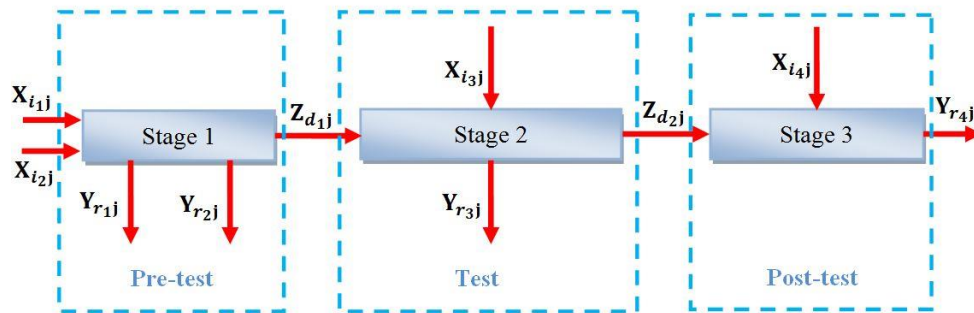 X_{i_1j}
X_{i_2j}
Stage 1
Y_{r_1j}
Y_{r_2j}
Pre-test
Z_{d_1j}
X_{i_3j}
Stage 2
Y_{r_3j}
Test
Z_{d_2j}
X_{i_4j}
Stage 3
Y_{r_4j}
Post-test